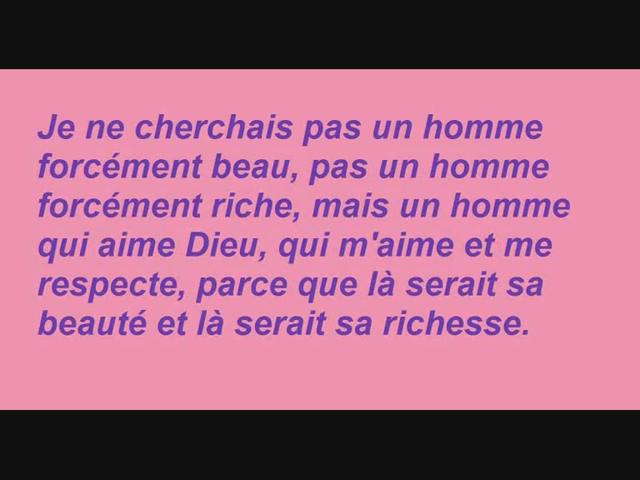 Je ne cherchais pas un homme
forcément beau, pas un homme
forcément riche, mais un homme
qui aime Dieu, qui m'aime et me
respecte, parce que là serait sa
beauté et là serait sa richesse.